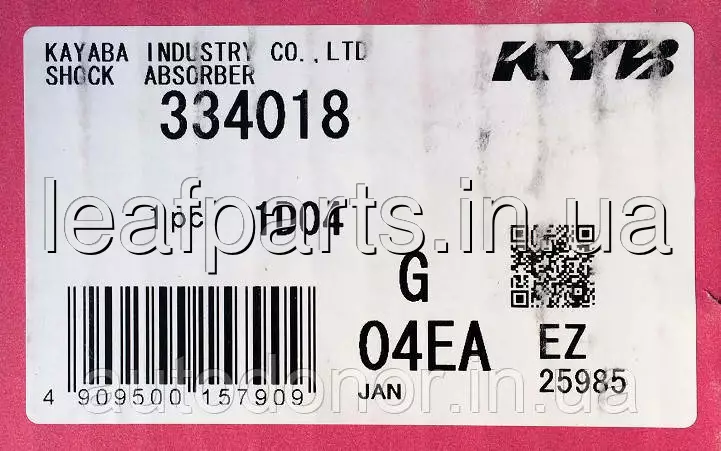 KAYABA INDUSTRY CO.,LTD
KYB
SHOCK ABSORBER
334018
1pc 1D04
leafparts.in.ua
G
04EA EZ
JAN 25985
4 909500 157909
autodonor.in.ua